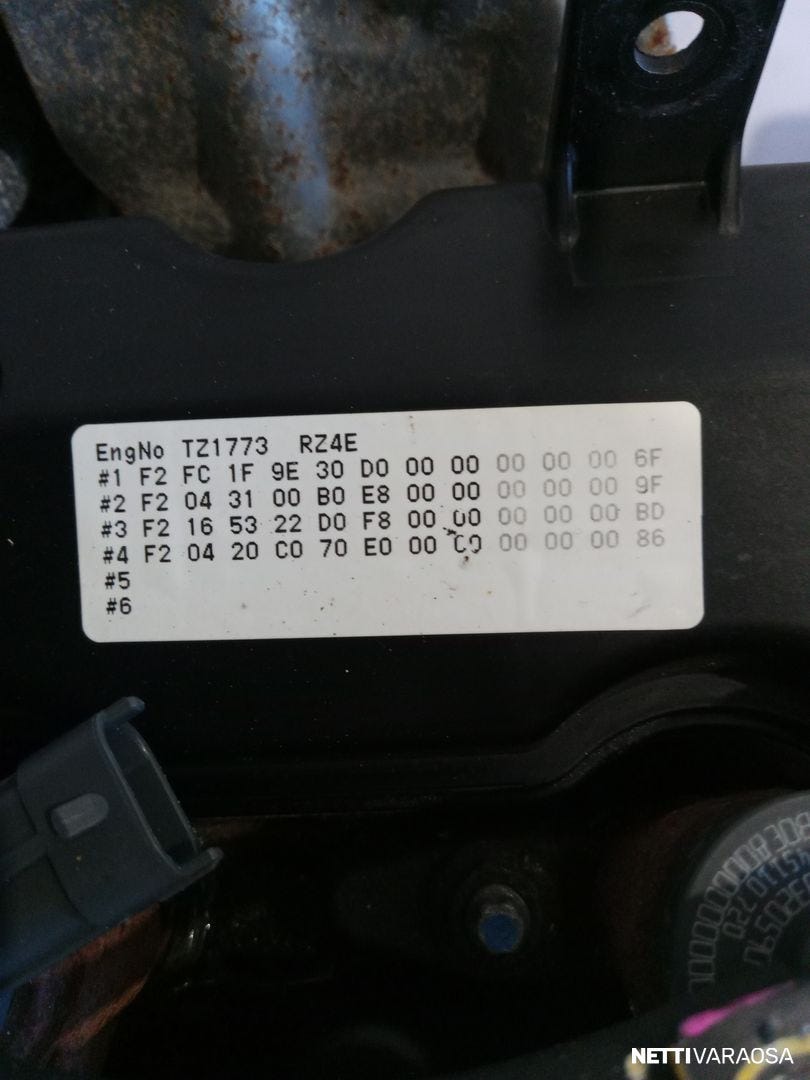 EngNo TZ1773 RZ4E
#1 F2 FC 1F 9E 30 D0 00 00 00 00 00 6F
#2 F2 04 31 00 B0 E8 00 00 00 00 00 9F
#3 F2 16 53 22 D0 F8 00 00 00 00 00 BD
#4 F2 04 20 C0 70 E0 00 C0 00 00 00 86
#5
#6
NETTIVARAOSA